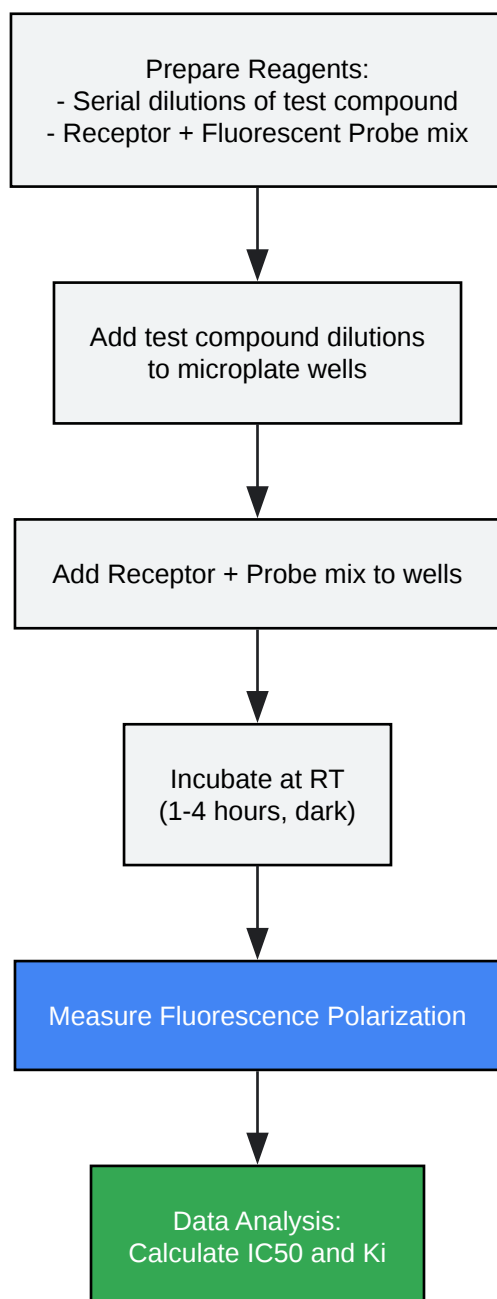 Prepare Reagents:
- Serial dilutions of test compound
- Receptor + Fluorescent Probe mix
Add test compound dilutions
to microplate wells
Add Receptor + Probe mix to wells
Incubate at RT
(1-4 hours, dark)
Measure Fluorescence Polarization
Data Analysis:
Calculate IC50 and Ki